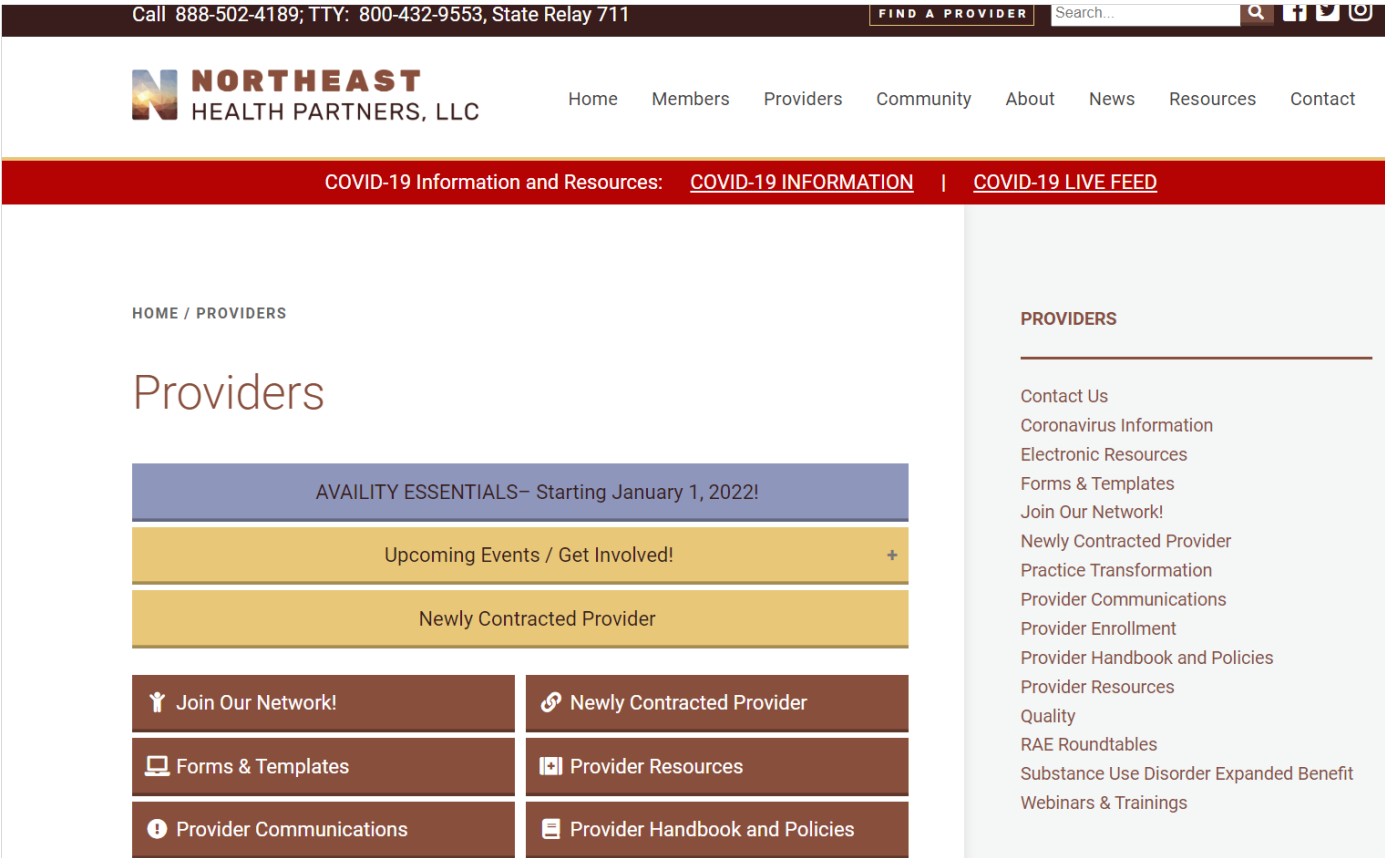 Call 888-502-4189; TTY: 800-432-9553, State Relay 711
FIND A PROVIDER
Search...
NORTHEAST
HEALTH PARTNERS, LLC
Home Members Providers Community About News Resources Contact
COVID-19 Information and Resources: COVID-19 INFORMATION | COVID-19 LIVE FEED
HOME / PROVIDERS
Providers
AVAILITY ESSENTIALS– Starting January 1, 2022!
Upcoming Events / Get Involved! +
Newly Contracted Provider
Join Our Network!
Newly Contracted Provider
Forms & Templates
Provider Resources
Provider Communications
Provider Handbook and Policies
PROVIDERS
Contact Us
Coronavirus Information
Electronic Resources
Forms & Templates
Join Our Network!
Newly Contracted Provider
Practice Transformation
Provider Communications
Provider Enrollment
Provider Handbook and Policies
Provider Resources
Quality
RAE Roundtables
Substance Use Disorder Expanded Benefit
Webinars & Trainings